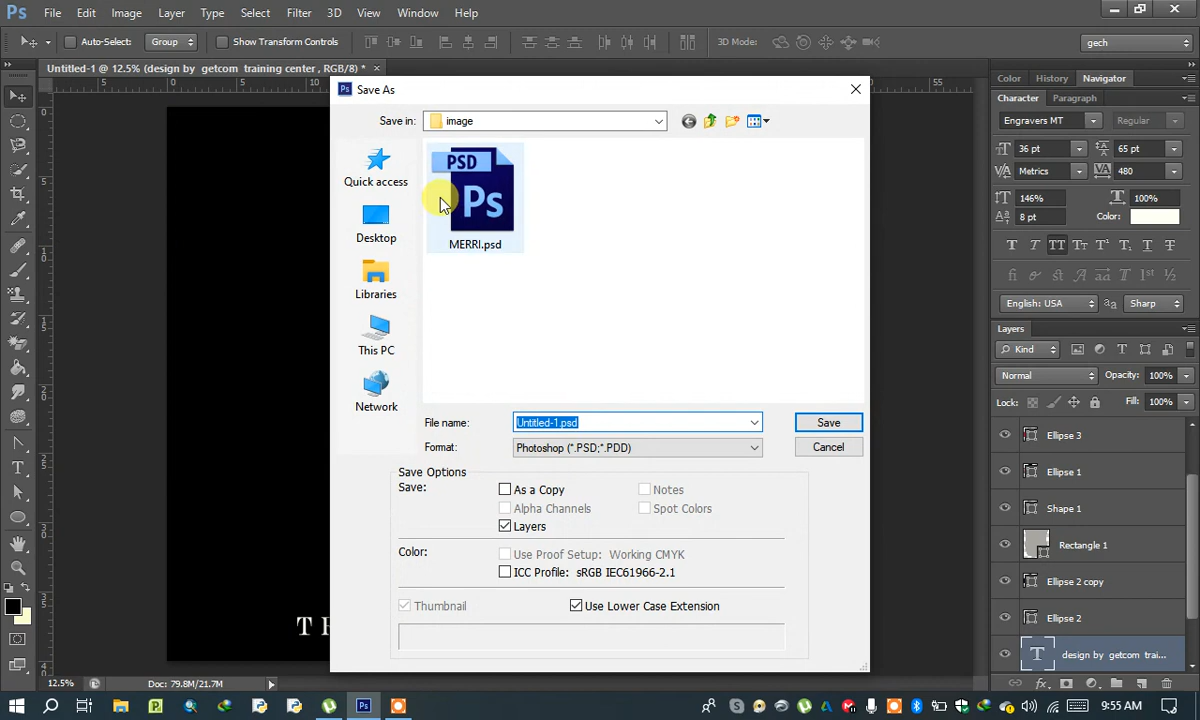 Ps File Edit Image Layer Type Select Filter 3D View Window Help
Auto-Select: Group Show Transform Controls 3D Mode: gech
Untitled-1 @ 12.5% (design by getcom training center , RGB/8) * ×
5 0 5 10 55
Color History Navigator
Character Paragraph
Engravers MT Regular
36 pt 65 pt
Metrics 480
146% 100%
8 pt Color:
English: USA Sharp
Layers
Kind
Normal Opacity: 100%
Lock: Fill: 100%
Ellipse 3
Ellipse 1
Shape 1
Rectangle 1
Ellipse 2 copy
Ellipse 2
design by getcom trai...
Save As
Save in: image
Quick access
Desktop
Libraries
This PC
Network
PSD
Ps
MERRI.psd
File name: Untitled-1.psd Save
Format: Photoshop (*.PSD;*.PDD) Cancel
Save Options
Save: As a Copy Notes
Alpha Channels Spot Colors
Layers
Color: Use Proof Setup: Working CMYK
ICC Profile: sRGB IEC61966-2.1
Thumbnail Use Lower Case Extension
T R
12.5% Doc: 79.8M/21.7M
9:55 AM